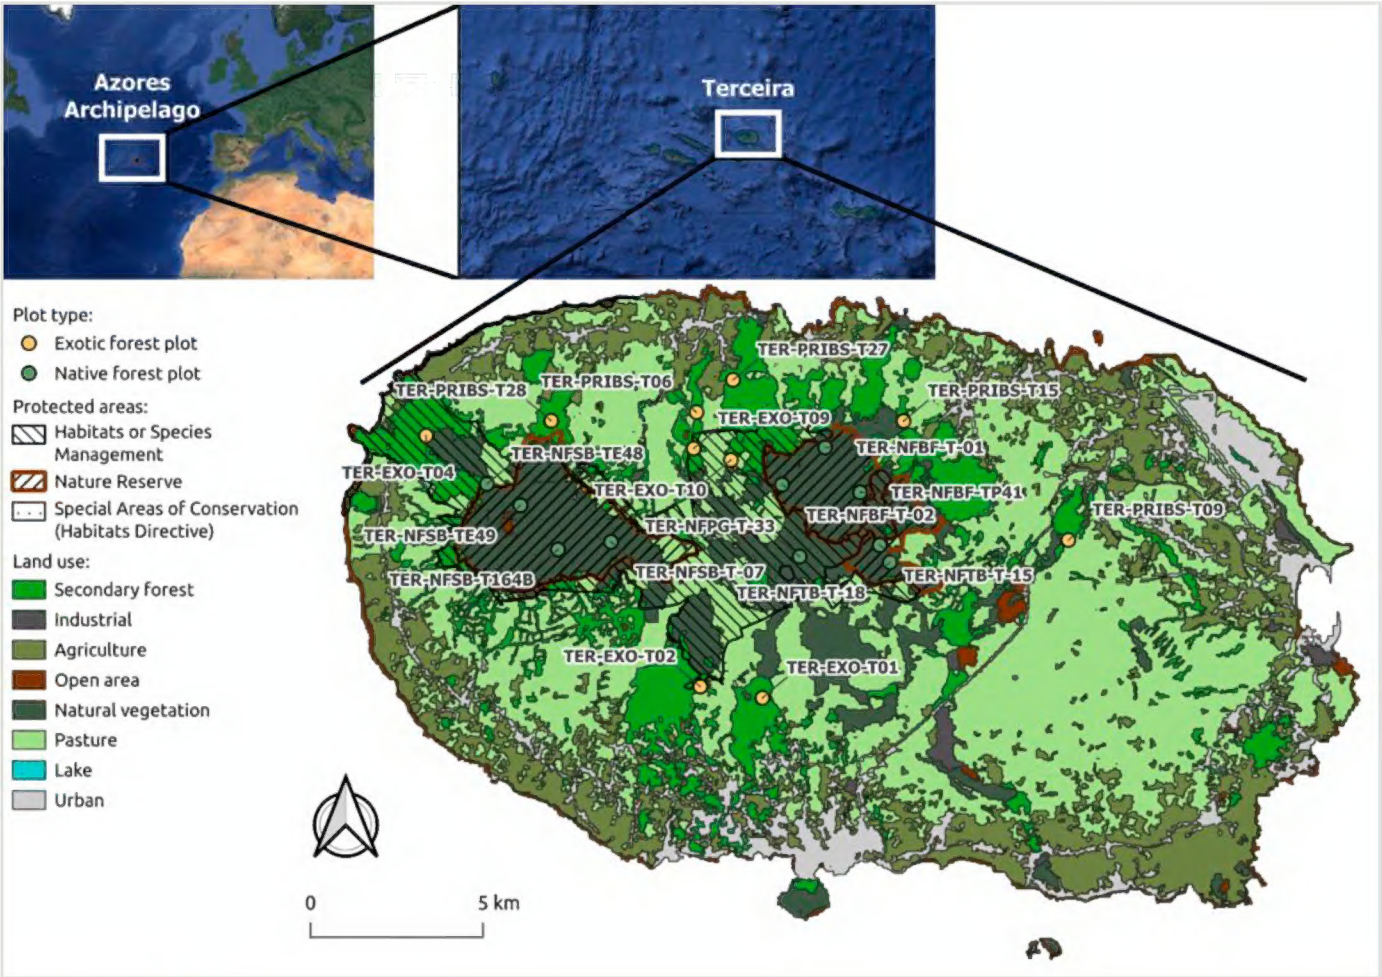 Azores
Archipelago
Terceira
Plot type:
Exotic forest plot
Native forest plot
Protected areas:
Habitats or Species
Management
Nature Reserve
Special Areas of Conservation
(Habitats Directive)
Land use:
Secondary forest
Industrial
Agriculture
Open area
Natural vegetation
Pasture
Lake
Urban
TER-PRIBS-T27
TER-PRIBS-T28
TER-PRIBS-T06
TER-PRIBS-T15
TER-EXO-T09
TER-NFBF-T-01
TER-NFSB-TE48
TER-EXO-T04
TER-EXO-T10
TER-NFBF-TP41
TER-NFBF-T-02
TER-PRIBS-T09
TER-NFPG-T-33
TER-NFSB-TE49
TER-NFSB-T-07
TER-NFTB-T-15
TER-NFSB-T164B
TER-NFTB-T-18
TER-EXO-T02
TER-EXO-T01
0
5 km